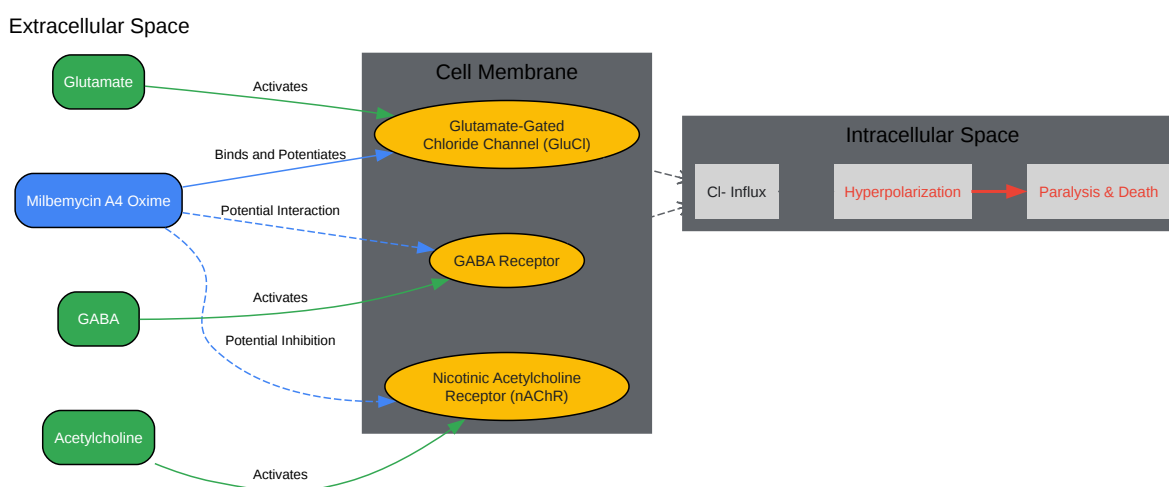 Extracellular Space
Glutamate
Activates
Cell Membrane
Glutamate-Gated
Chloride Channel (GluCl)
Binds and Potentiates
Milbemycin A4 Oxime
Potential Interaction
GABA Receptor
GABA
Activates
Potential Inhibition
Nicotinic Acetylcholine
Receptor (nAChR)
Acetylcholine
Activates
Intracellular Space
Cl- Influx
Hyperpolarization
Paralysis & Death